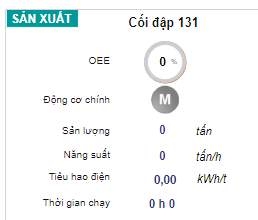 SẢN XUẤT
Cối đập 131
OEE 0 %
Động cơ chính M
Sản lượng 0 tấn
Năng suất 0 tấn/h
Tiêu hao điện 0,00 kWh/t
Thời gian chạy 0 h 0